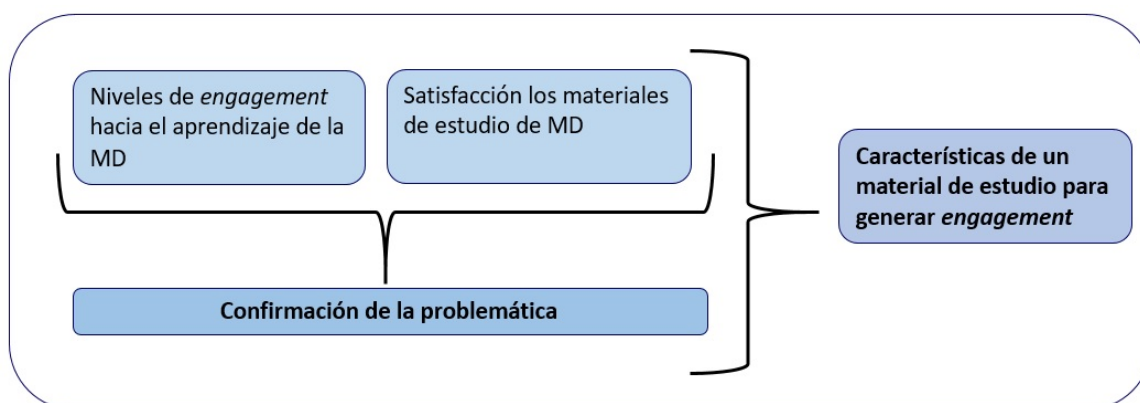 Niveles de engagement
hacia el aprendizaje de la
MD
Satisfacción los materiales
de estudio de MD
Confirmación de la problemática
Característícas de un
material de estudio para
generar engagement